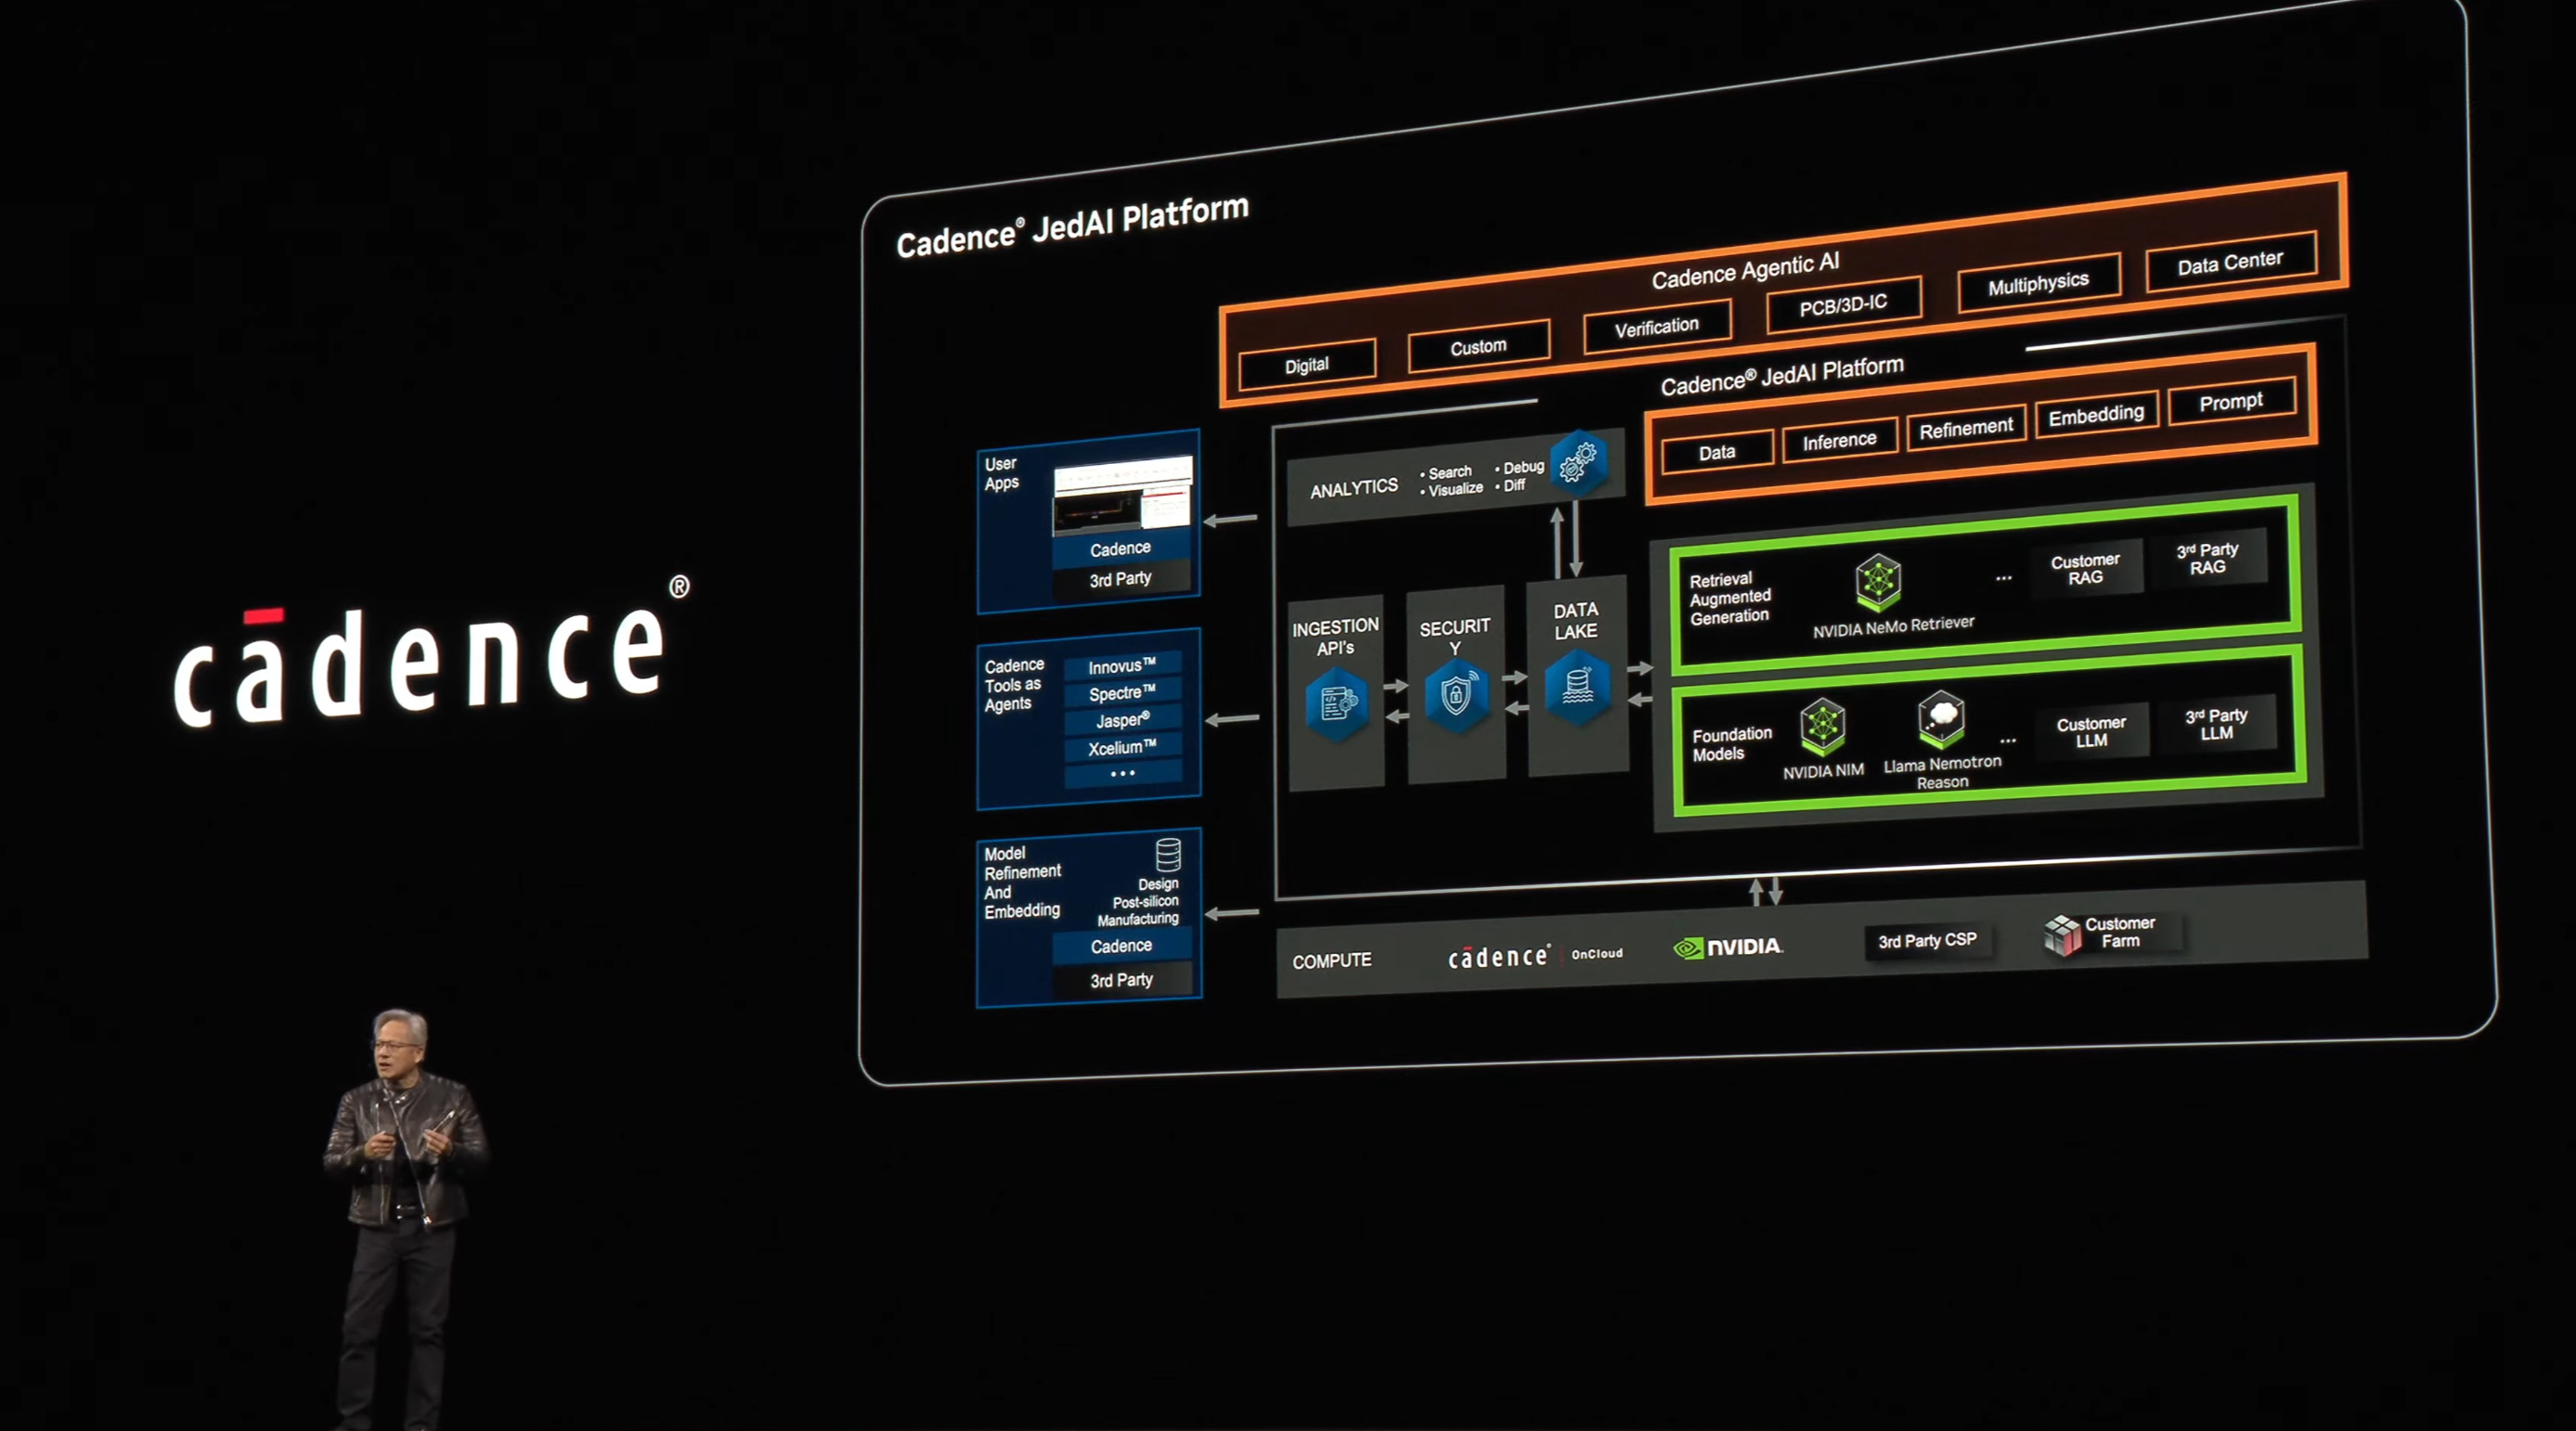 cadence®
Cadence® JedAI Platform
Cadence Agentic AI
Digital
Custom
Verification
PCB/3D-IC
Multiphysics
Data Center
Cadence® JedAI Platform
Data
Inference
Refinement
Embedding
Prompt
User
Apps
Cadence
3rd Party
Cadence
Tools as
Agents
Innovus™
Spectre™
Jasper®
Xcelium™
•••
Model
Refinement
And
Embedding
Design
Post-silicon
Manufacturing
Cadence
3rd Party
ANALYTICS
• Search
• Visualize
• Debug
• Diff
INGESTION
API's
SECURIT
Y
DATA
LAKE
Retrieval
Augmented
Generation
NVIDIA NeMo Retriever
...
Customer
RAG
3rd Party
RAG
Foundation
Models
NVIDIA NIM
Llama Nemotron
Reason
...
Customer
LLM
3rd Party
LLM
COMPUTE
cadence® OnCloud
NVIDIA.
3rd Party CSP
Customer
Farm